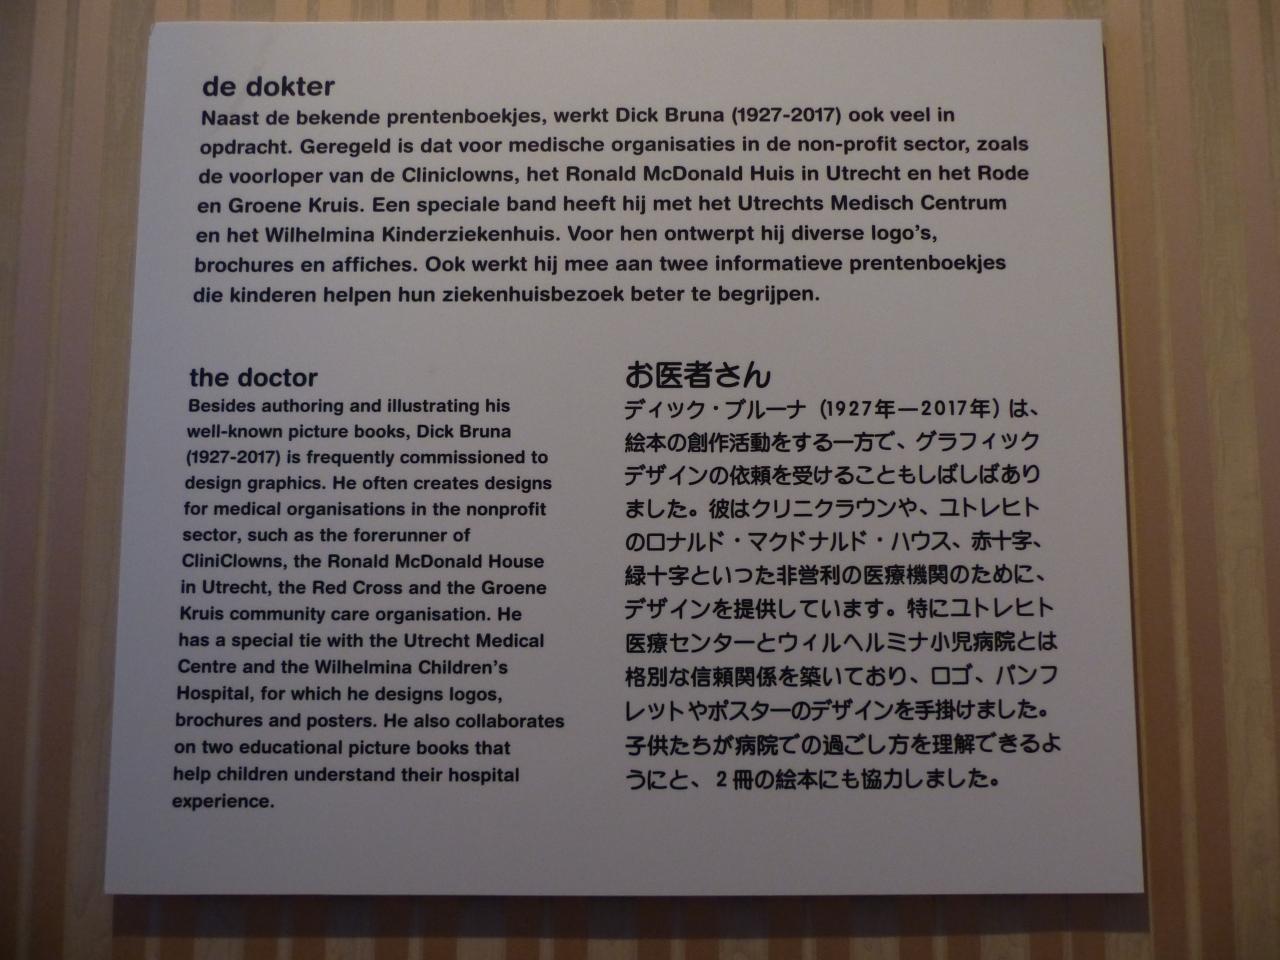 de dokter
Naast de bekende prentenboekjes, werkt Dick Bruna (1927-2017) ook veel in
opdracht. Geregeld is dat voor medische organisaties in de non-profit sector, zoals
de voorloper van de Cliniclowns, het Ronald McDonald Huis in Utrecht en het Rode
en Groene Kruis. Een speciale band heeft hij met het Utrechts Medisch Centrum
en het Wilhelmina Kinderziekenhuis. Voor hen ontwerpt hij diverse logo's,
brochures en affiches. Ook werkt hij mee aan twee informatieve prentenboekjes
die kinderen helpen hun ziekenhuisbezoek beter te begrijpen.
the doctor
Besides authoring and illustrating his
well-known picture books, Dick Bruna
(1927-2017) is frequently commissioned to
design graphics. He often creates designs
for medical organisations in the nonprofit
sector, such as the forerunner of
CliniClowns, the Ronald McDonald House
in Utrecht, the Red Cross and the Groene
Kruis community care organisation. He
has a special tie with the Utrecht Medical
Centre and the Wilhelmina Children's
Hospital, for which he designs logos,
brochures and posters. He also collaborates
on two educational picture books that
help children understand their hospital
experience.
お医者さん
ディック・ブルーナ（1927年—2017年）は、
絵本の創作活動をする一方で、グラフィック
デザインの依頼を受けることもしばしばあり
ました。彼はクリニクラウンや、ユトレヒト
のロナルド・マクドナルド・ハウス、赤十字、
緑十字といった非営利の医療機関のために、
デザインを提供しています。特にユトレヒト
医療センターとウィルヘルミナ小児病院とは
格別な信頼関係を築いており、ロゴ、パンフ
レットやポスターのデザインを手掛けました。
子供たちが病院での過ごし方を理解できるよ
うにと、2冊の絵本にも協力しました。